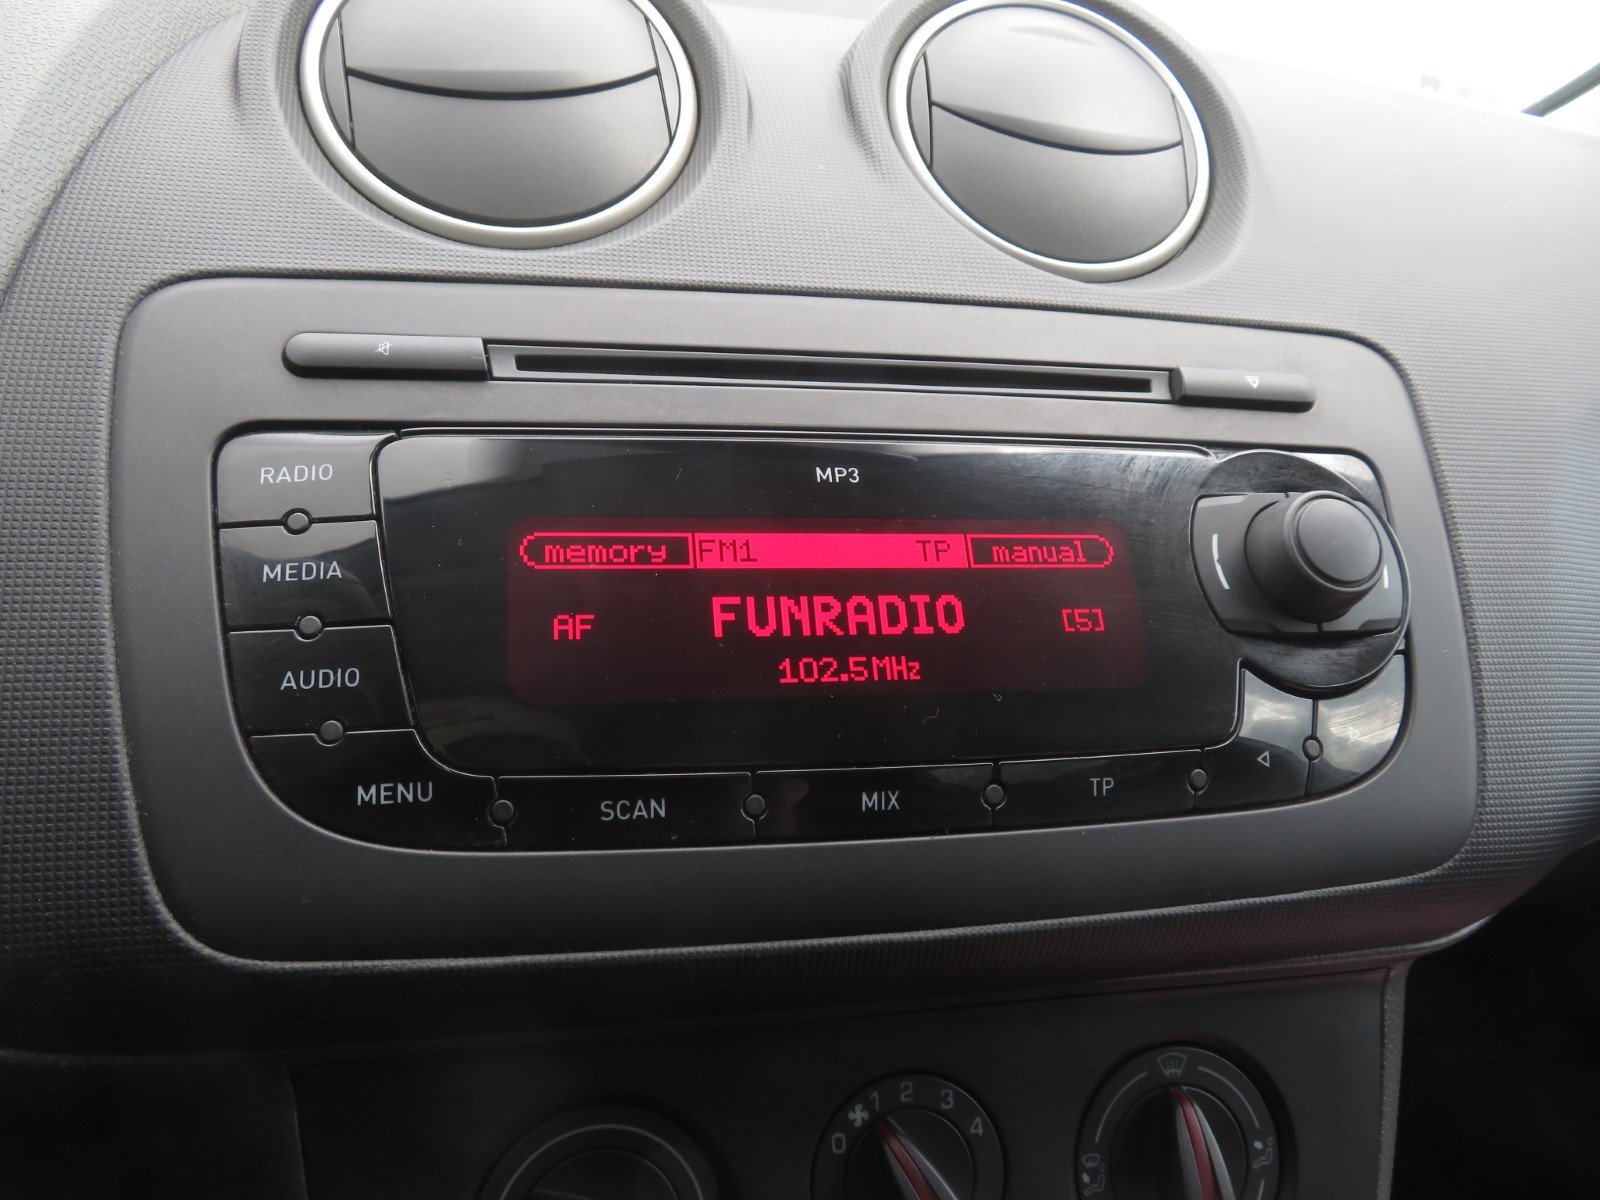 RADIO
MP3
memory FM1 TP manual
MEDIA
AF FUNRADIO [5]
102.5MHz
AUDIO
MENU
SCAN MIX TP
0 1 2 3 4